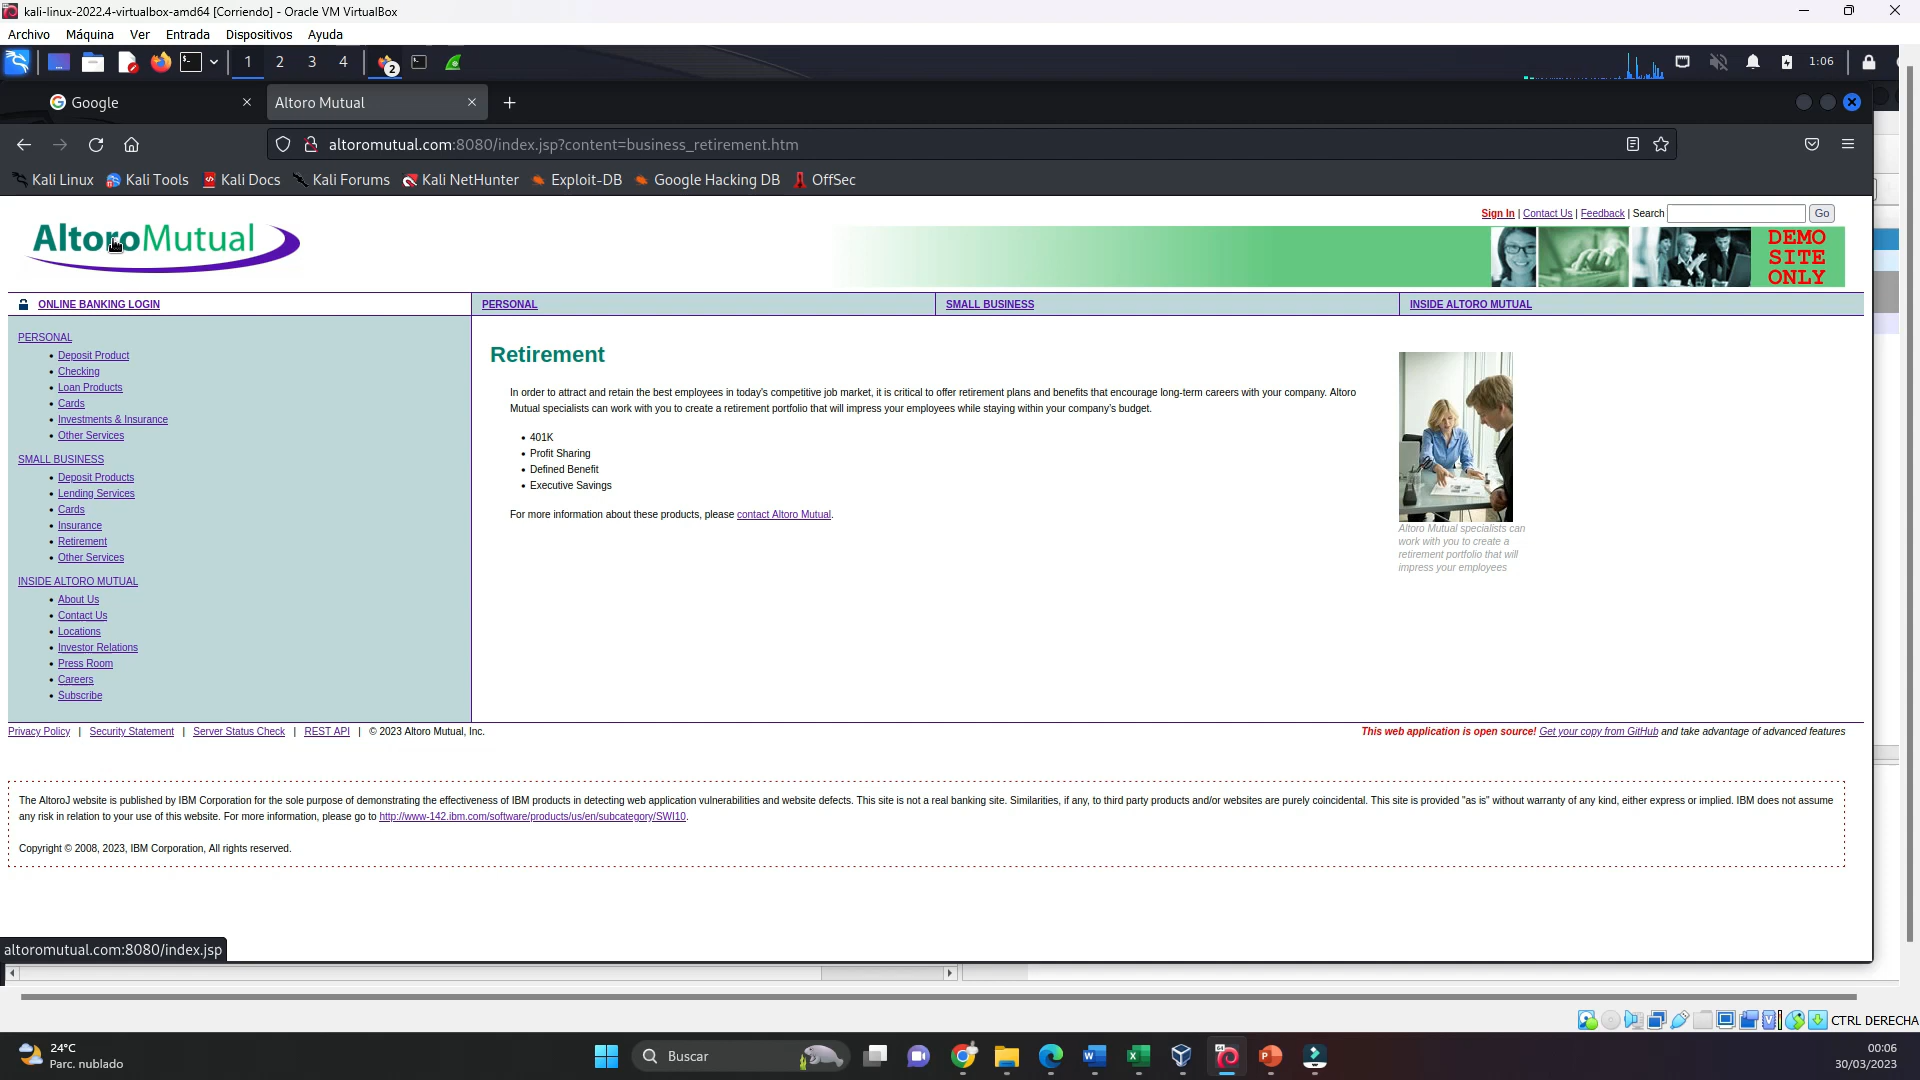 kali-linux-2022.4-virtualbox-amd64 [Corriendo] - Oracle VM VirtualBox
Archivo Máquina Ver Entrada Dispositivos Ayuda
1 2 3 4 2 1:06
Google Altoro Mutual
altoromutual.com:8080/index.jsp?content=business_retirement.htm
Kali Linux Kali Tools Kali Docs Kali Forums Kali NetHunter Exploit-DB Google Hacking DB OffSec
Sign In | Contact Us | Feedback | Search Go
AltoroMutual
DEMO
SITE
ONLY
ONLINE BANKING LOGIN PERSONAL SMALL BUSINESS INSIDE ALTORO MUTUAL
PERSONAL
• Deposit Product
• Checking
• Loan Products
• Cards
• Investments & Insurance
• Other Services
SMALL BUSINESS
• Deposit Products
• Lending Services
• Cards
• Insurance
• Retirement
• Other Services
INSIDE ALTORO MUTUAL
• About Us
• Contact Us
• Locations
• Investor Relations
• Press Room
• Careers
• Subscribe
Retirement
In order to attract and retain the best employees in today's competitive job market, it is critical to offer retirement plans and benefits that encourage long-term careers with your company. Altoro
Mutual specialists can work with you to create a retirement portfolio that will impress your employees while staying within your company's budget.
• 401K
• Profit Sharing
• Defined Benefit
• Executive Savings
For more information about these products, please contact Altoro Mutual.
Altoro Mutual specialists can
work with you to create a
retirement portfolio that will
impress your employees
Privacy Policy | Security Statement | Server Status Check | REST API | © 2023 Altoro Mutual, Inc.
This web application is open source! Get your copy from GitHub and take advantage of advanced features
The AltoroJ website is published by IBM Corporation for the sole purpose of demonstrating the effectiveness of IBM products in detecting web application vulnerabilities and website defects. This site is not a real banking site. Similarities, if any, to third party products and/or websites are purely coincidental. This site is provided "as is" without warranty of any kind, either express or implied. IBM does not assume
any risk in relation to your use of this website. For more information, please go to http://www-142.ibm.com/software/products/us/en/subcategory/SWI10.
Copyright © 2008, 2023, IBM Corporation, All rights reserved.
altoromutual.com:8080/index.jsp
CTRL DERECHA
24°C
Parc. nublado
Buscar
00:06
30/03/2023